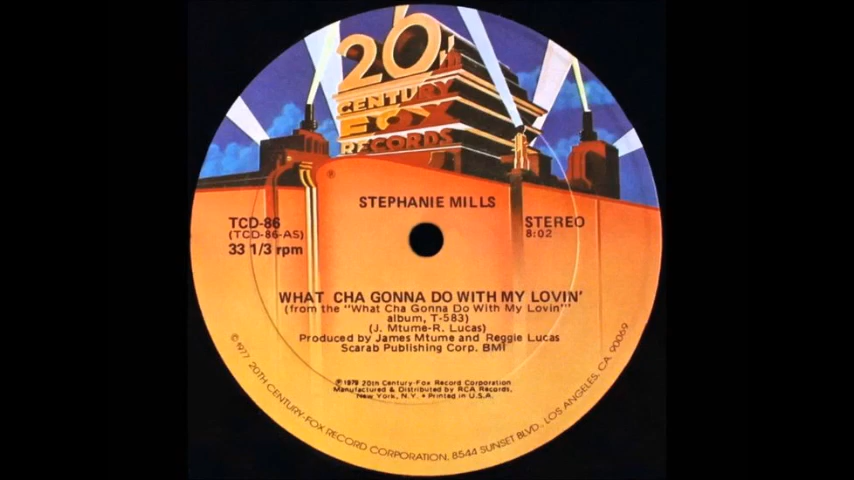 20th
CENTURY
FOX
RECORDS
®
STEPHANIE MILLS
TCD-86
(TCD-86-AS)
33 1/3 rpm
STEREO
8:02
WHAT CHA GONNA DO WITH MY LOVIN'
(from the "What Cha Gonna Do With My Lovin'"
album, T-583)
(J. Mtume-R. Lucas)
Produced by James Mtume and Reggie Lucas
Scarab Publishing Corp. BMI
℗ 1979 20th Century-Fox Record Corporation
Manufactured & Distributed by RCA Records,
New York, N.Y. • Printed in U.S.A.
© 1977 20TH CENTURY-FOX RECORD CORPORATION, 8544 SUNSET BLVD., LOS ANGELES, CA. 90069